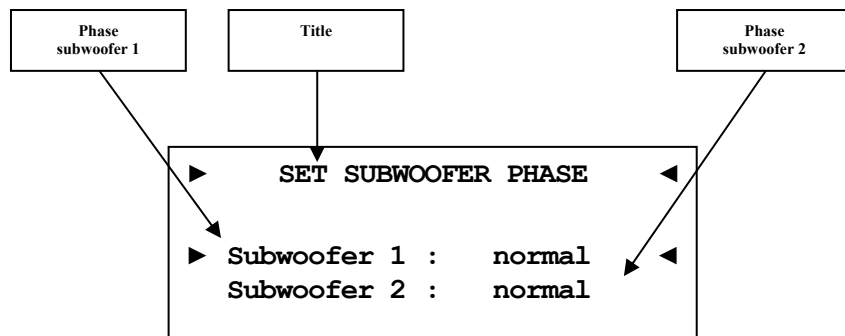 Phase
subwoofer 1
Title
Phase
subwoofer 2
► SET SUBWOOFER PHASE ◄
► Subwoofer 1 : normal ◄
Subwoofer 2 : normal